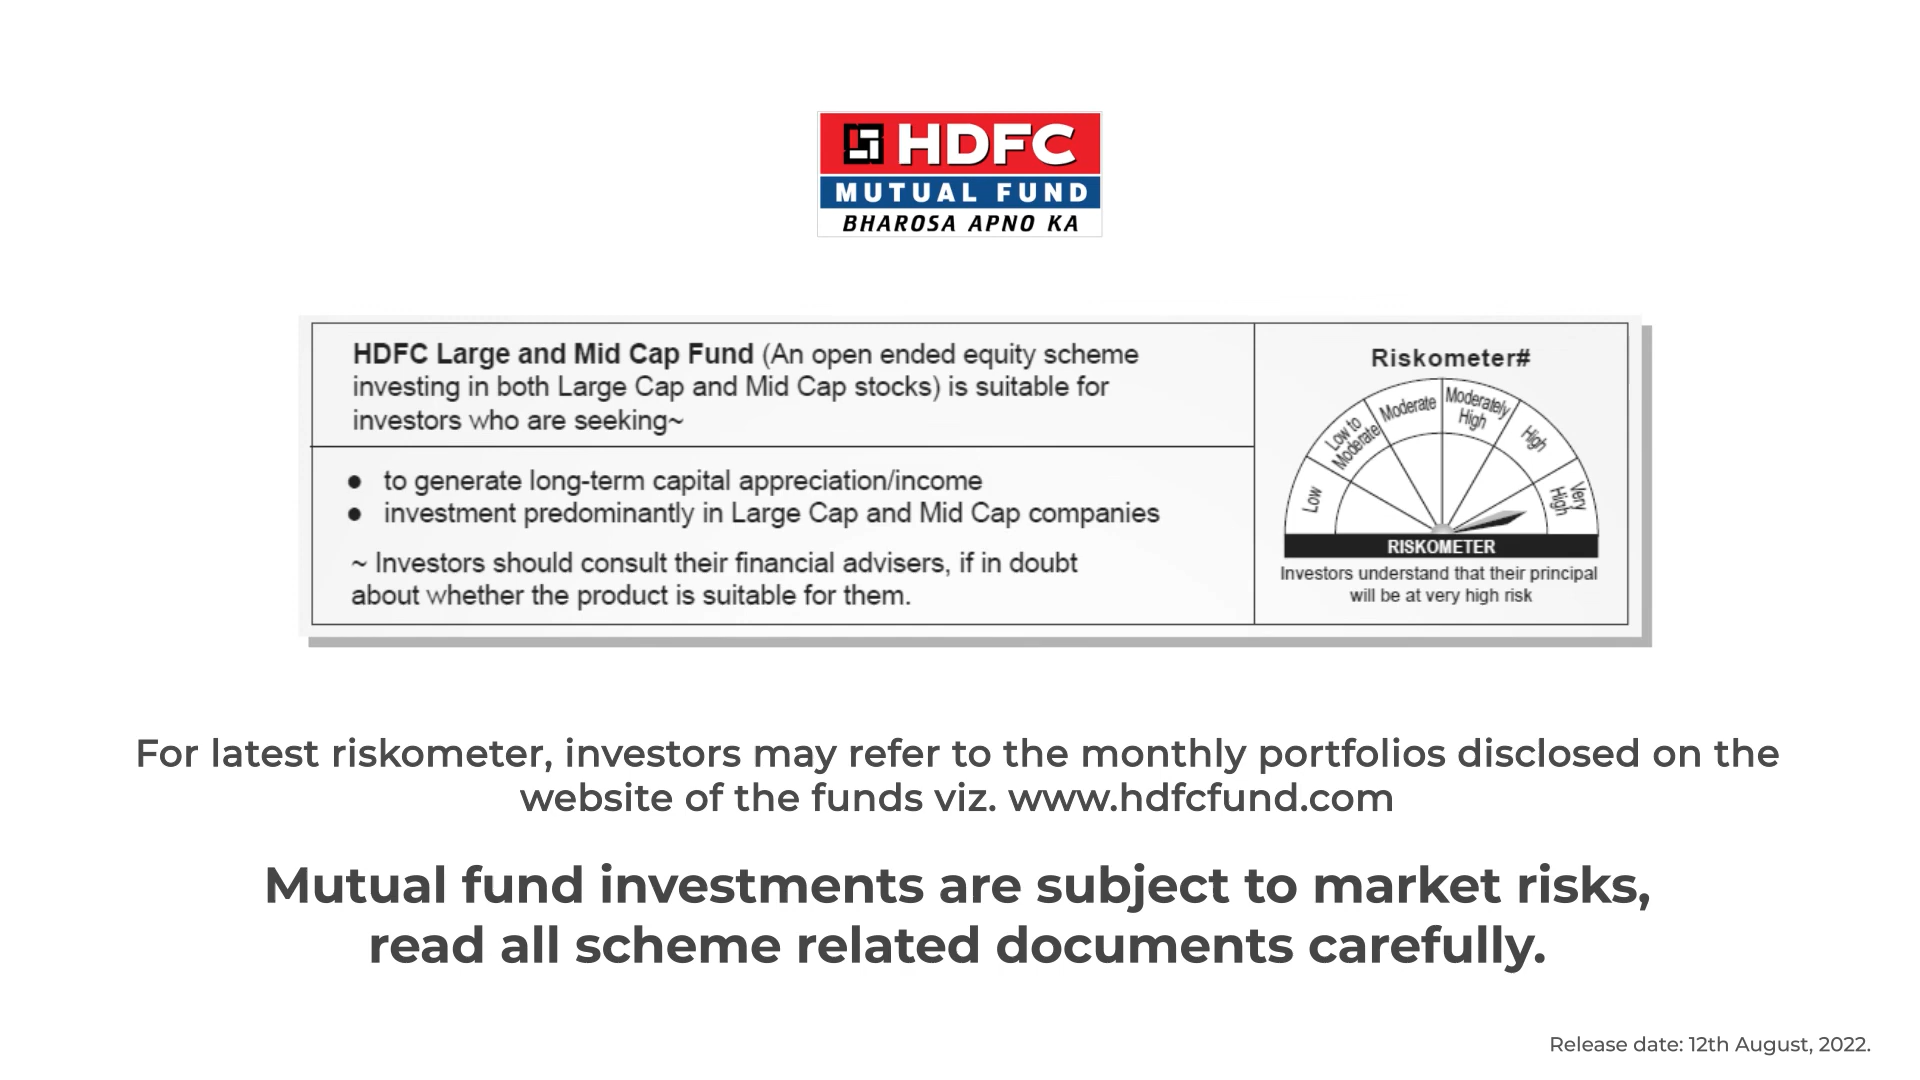 HDFC
MUTUAL FUND
BHAROSA APNO KA
HDFC Large and Mid Cap Fund (An open ended equity scheme
investing in both Large Cap and Mid Cap stocks) is suitable for
investors who are seeking~
● to generate long-term capital appreciation/income
● investment predominantly in Large Cap and Mid Cap companies
~ Investors should consult their financial advisers, if in doubt
about whether the product is suitable for them.
Riskometer#
Low
Low to
Moderate
Moderate
Moderately
High
High
Very
High
RISKOMETER
Investors understand that their principal
will be at very high risk
For latest riskometer, investors may refer to the monthly portfolios disclosed on the
website of the funds viz. www.hdfcfund.com
Mutual fund investments are subject to market risks,
read all scheme related documents carefully.
Release date: 12th August, 2022.